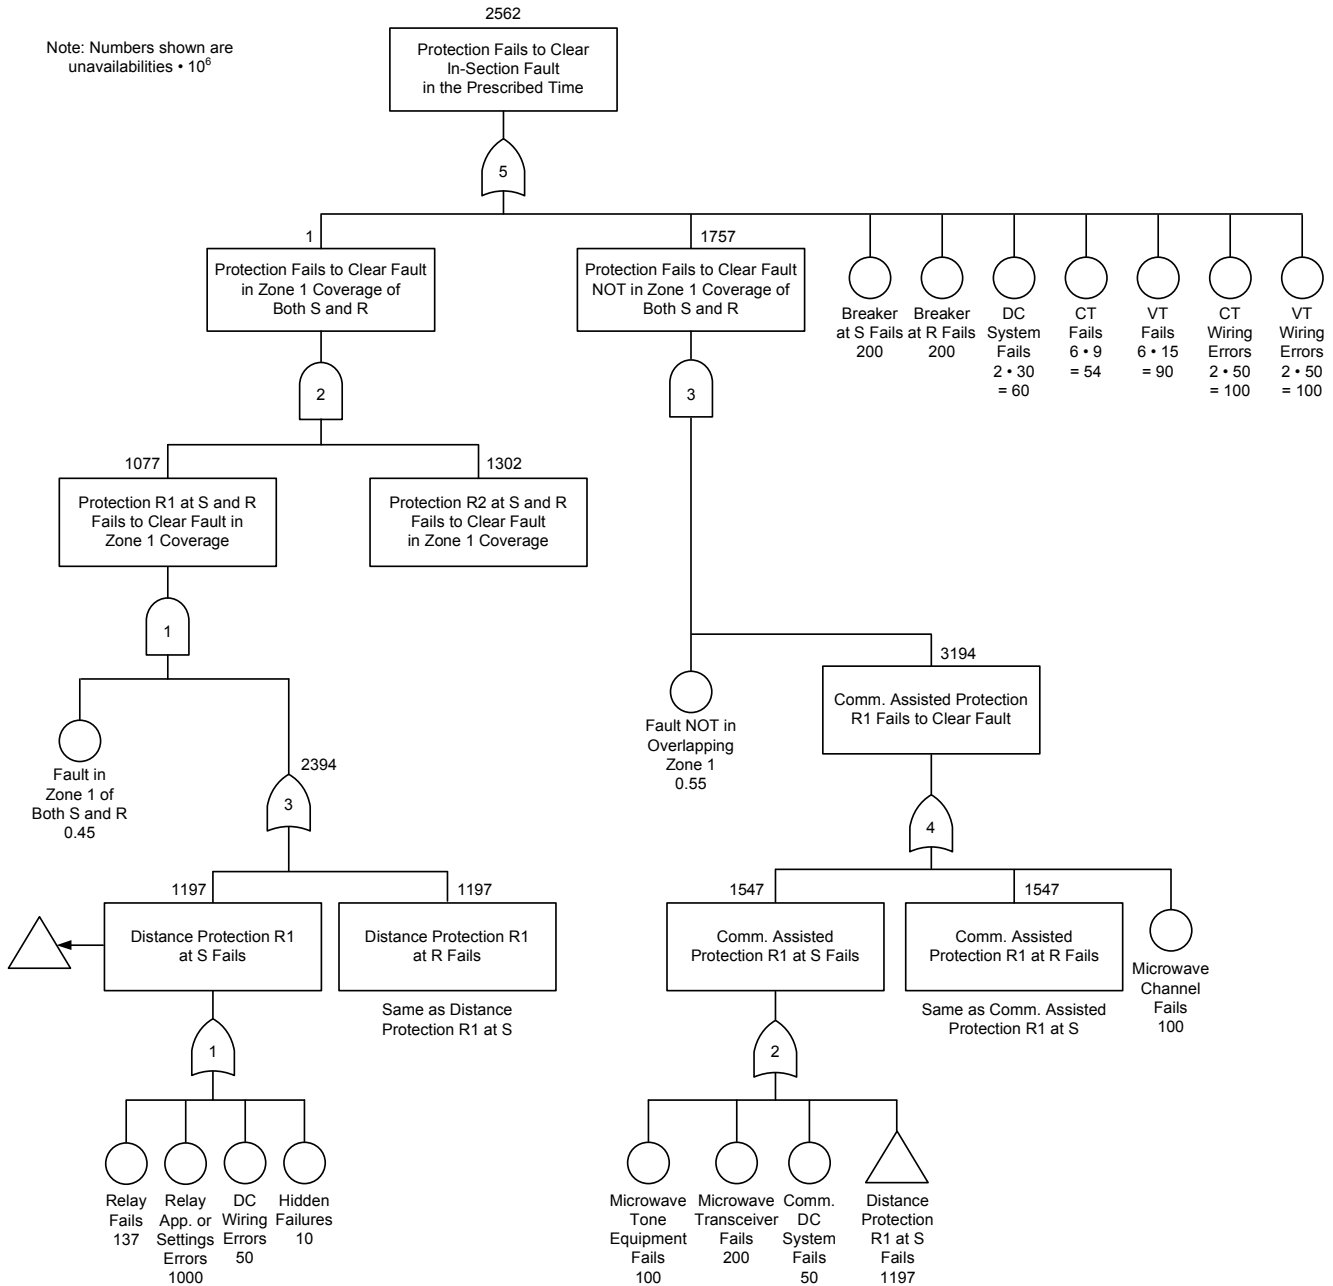 2562
Note: Numbers shown are
unavailabilities • 10⁶
Protection Fails to Clear
In-Section Fault
in the Prescribed Time
5
1
Protection Fails to Clear Fault
in Zone 1 Coverage of
Both S and R
1757
Protection Fails to Clear Fault
NOT in Zone 1 Coverage of
Both S and R
Breaker
at S Fails
200
Breaker
at R Fails
200
DC
System
Fails
2 • 30
= 60
CT
Fails
6 • 9
= 54
VT
Fails
6 • 15
= 90
CT
Wiring
Errors
2 • 50
= 100
VT
Wiring
Errors
2 • 50
= 100
2
3
1077
Protection R1 at S and R
Fails to Clear Fault in
Zone 1 Coverage
1302
Protection R2 at S and R
Fails to Clear Fault
in Zone 1 Coverage
1
Fault in
Zone 1 of
Both S and R
0.45
2394
3
Fault NOT in
Overlapping
Zone 1
0.55
3194
Comm. Assisted Protection
R1 Fails to Clear Fault
4
1197
Distance Protection R1
at S Fails
1197
Distance Protection R1
at R Fails
Same as Distance
Protection R1 at S
1547
Comm. Assisted
Protection R1 at S Fails
1547
Comm. Assisted
Protection R1 at R Fails
Same as Comm. Assisted
Protection R1 at S
Microwave
Channel
Fails
100
1
Relay
Fails
137
Relay
App. or
Settings
Errors
1000
DC
Wiring
Errors
50
Hidden
Failures
10
2
Microwave
Tone
Equipment
Fails
100
Microwave
Transceiver
Fails
200
Comm.
DC
System
Fails
50
Distance
Protection
R1 at S
Fails
1197